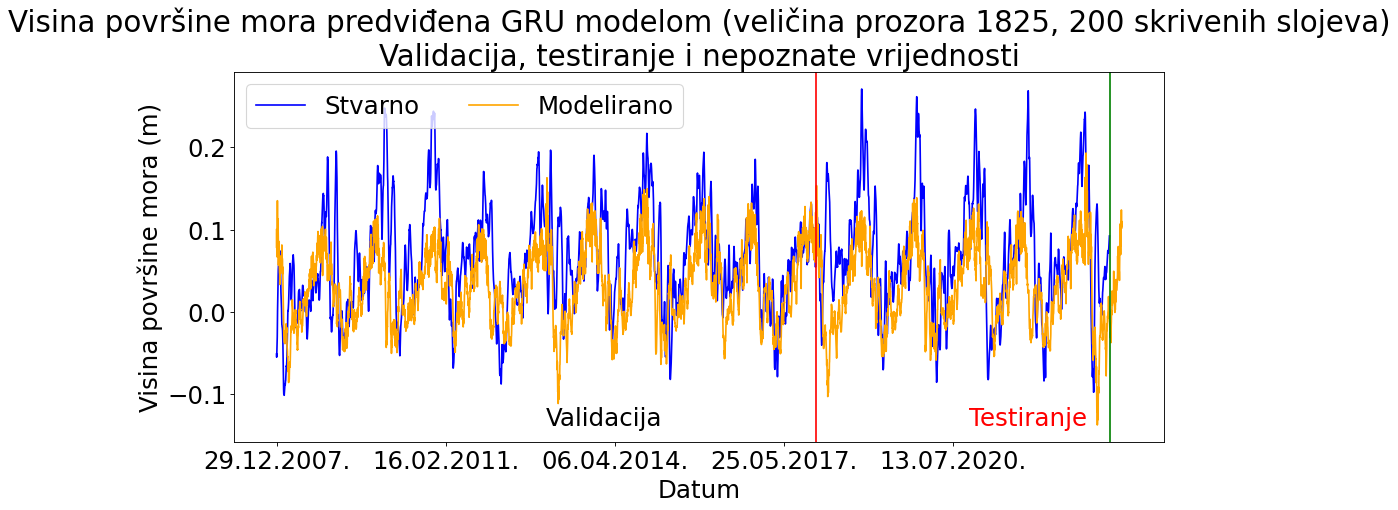 Visina površine mora predviđena GRU modelom (veličina prozora 1825, 200 skrivenih slojeva)
Validacija, testiranje i nepoznate vrijednosti
Stvarno
Modelirano
Visina površine mora (m)
0.2
0.1
0.0
−0.1
Validacija
Testiranje
29.12.2007.
16.02.2011.
06.04.2014.
25.05.2017.
13.07.2020.
Datum